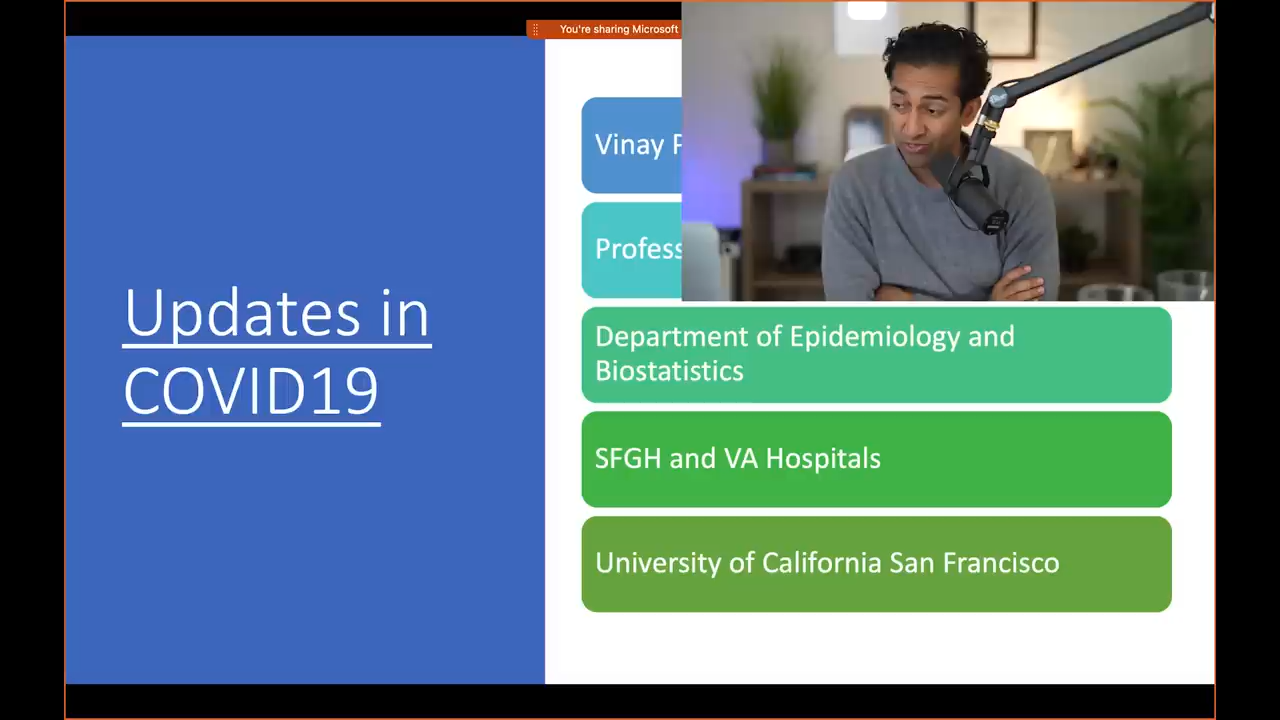 You're sharing Microsoft
Updates in
COVID19
Vinay
Profess
Department of Epidemiology and
Biostatistics
SFGH and VA Hospitals
University of California San Francisco